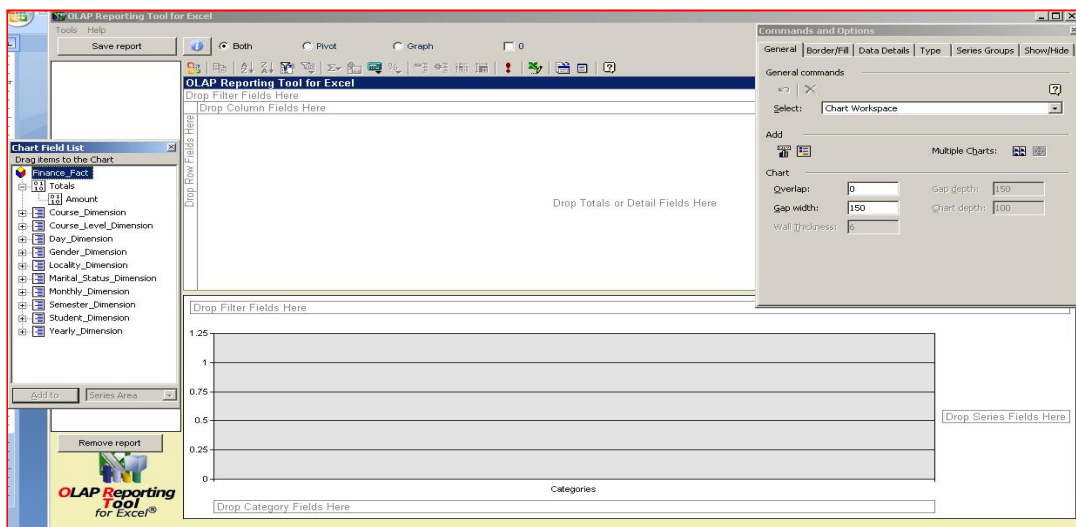 OLAP Reporting Tool for Excel
Tools Help
Save report
Both Pivot Graph 0
OLAP Reporting Tool for Excel
Drop Filter Fields Here
Drop Column Fields Here
Drop Row Fields Here
Drop Totals or Detail Fields Here
Chart Field List
Drag items to the Chart
Finance_Fact
Totals
Amount
Course_Dimension
Course_Level_Dimension
Day_Dimension
Gender_Dimension
Locality_Dimension
Marital_Status_Dimension
Monthly_Dimension
Semester_Dimension
Student_Dimension
Yearly_Dimension
Add to Series Area
Remove report
OLAP Reporting
Tool
for Excel®
Commands and Options
General Border/Fill Data Details Type Series Groups Show/Hide
General commands
Select: Chart Workspace
Add
Multiple Charts:
Chart
Overlap: 0 Gap depth: 150
Gap width: 150 Chart depth: 100
Wall Thickness: 6
Drop Filter Fields Here
1.25
1
0.75
0.5
0.25
0
Categories
Drop Series Fields Here
Drop Category Fields Here